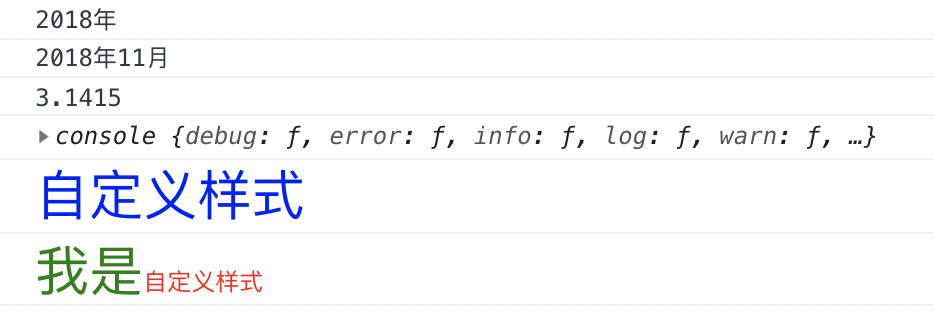 2018年
2018年11月
3.1415
console {debug: ƒ, error: ƒ, info: ƒ, log: ƒ, warn: ƒ, …}
自定义样式
我是自定义样式